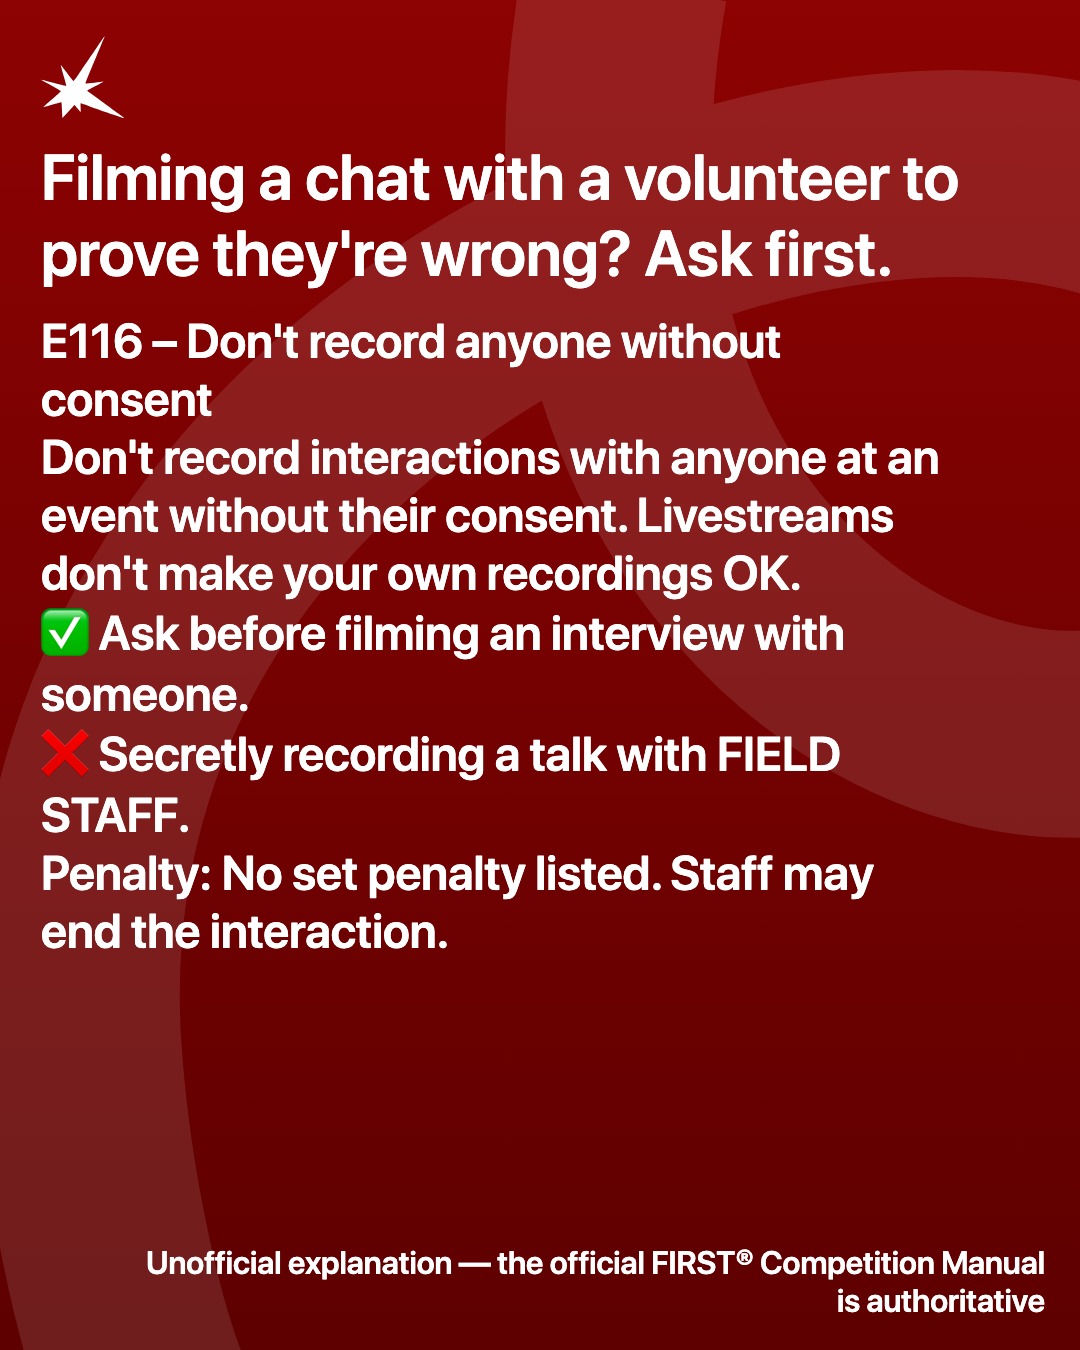 Filming a chat with a volunteer to
prove they're wrong? Ask first.
E116 – Don't record anyone without
consent
Don't record interactions with anyone at an
event without their consent. Livestreams
don't make your own recordings OK.
✅ Ask before filming an interview with
someone.
❌ Secretly recording a talk with FIELD
STAFF.
Penalty: No set penalty listed. Staff may
end the interaction.
Unofficial explanation — the official FIRST® Competition Manual
is authoritative